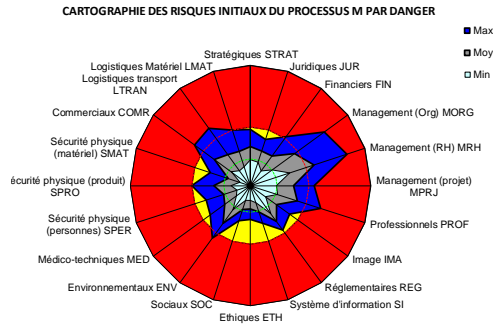 CARTOGRAPHIE DES RISQUES INITIAUX DU PROCESSUS M PAR DANGER
Max
Moy
Min
Stratégiques STRAT
Juridiques JUR
Financiers FIN
Management (Org) MORG
Management (RH) MRH
Management (projet)
MPRJ
Professionnels PROF
Image IMA
Réglementaires REG
Système d'information SI
Ethiques ETH
Sociaux SOC
Environnementaux ENV
Médico-techniques MED
Sécurité physique
(personnes) SPER
écurité physique (produit)
SPRO
Sécurité physique
(matériel) SMAT
Commerciaux COMR
Logistiques transport
LTRAN
Logistiques Matériel LMAT